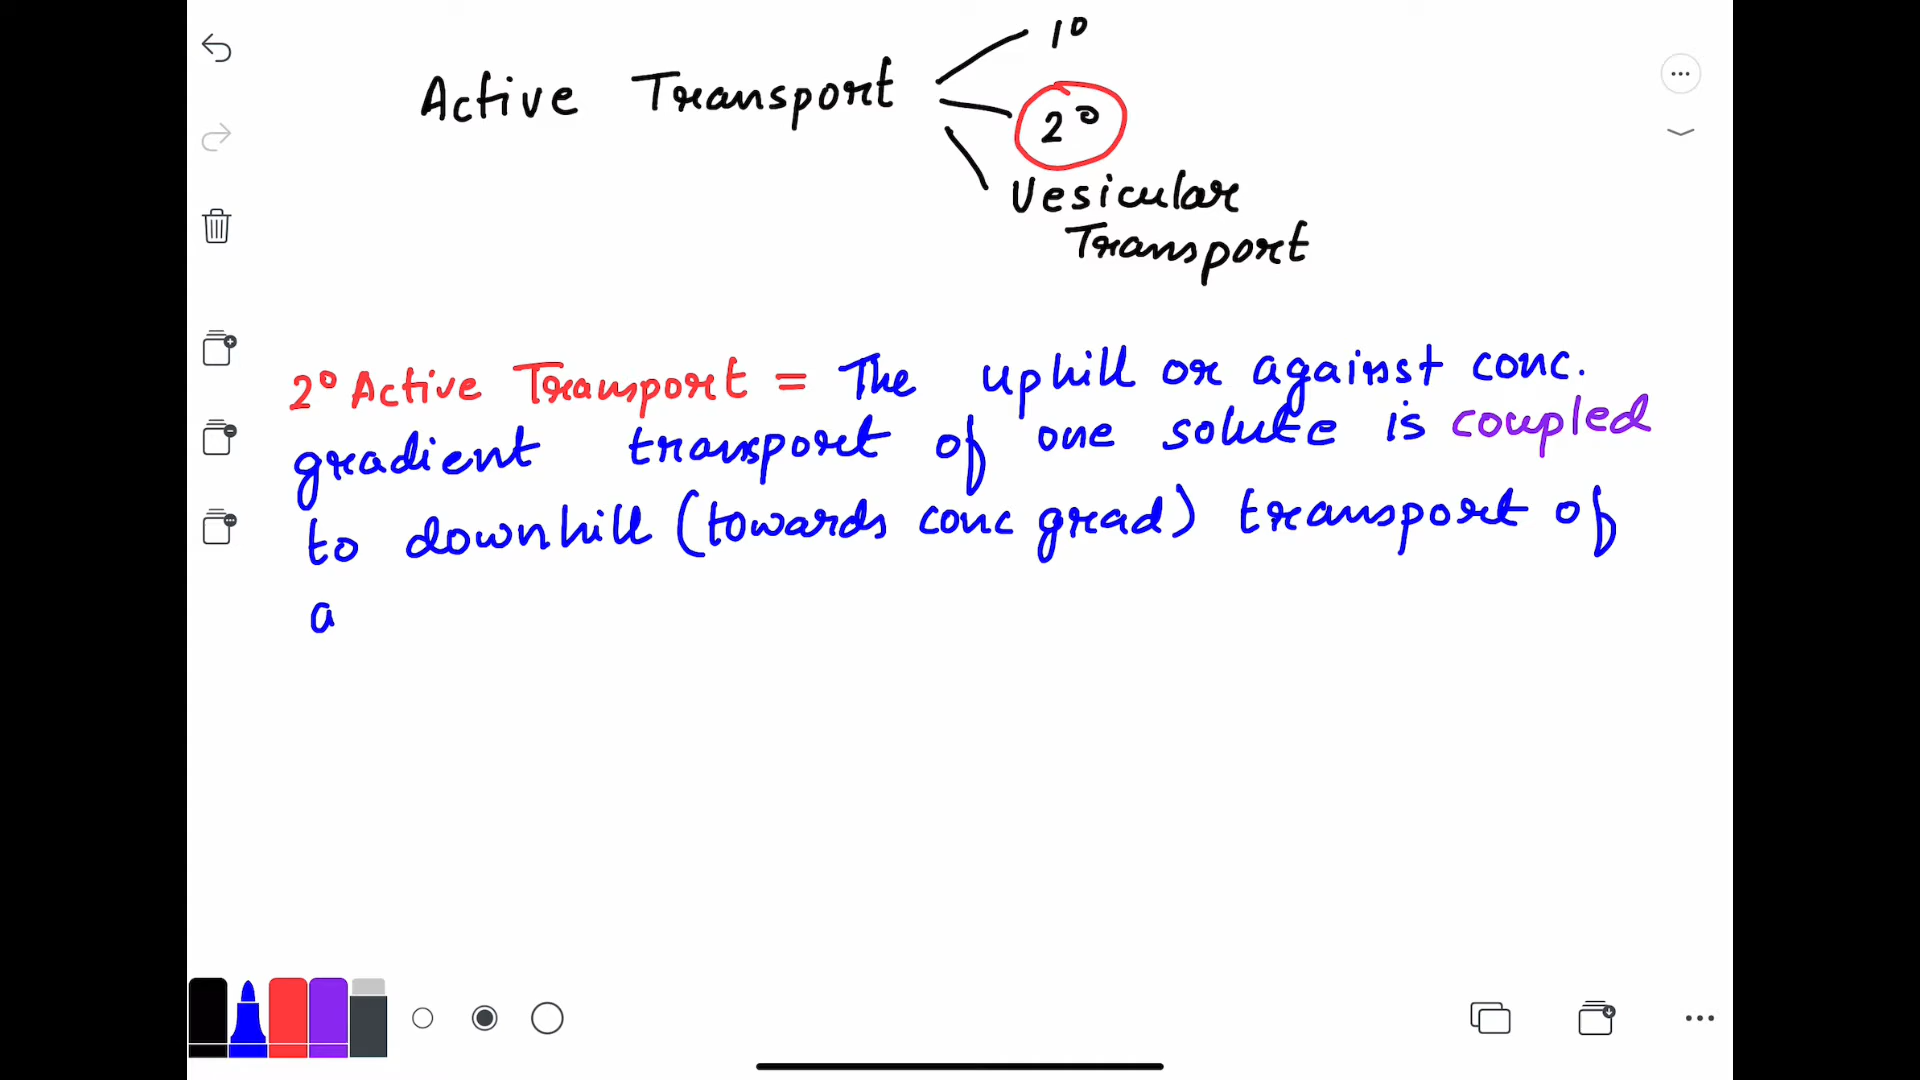 1°
Active Transport
2°
Vesicular
Transport
2° Active Transport = The uphill or against conc.
gradient transport of one solute is coupled
to downhill (towards conc grad) transport of
a